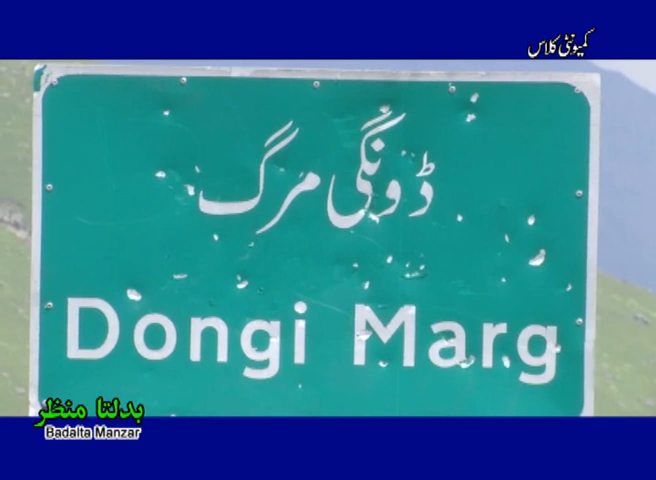 کمیونٹی کلاس
ڈونگی مرگ
Dongi Marg
بدلتا منظر
Badalta Manzar